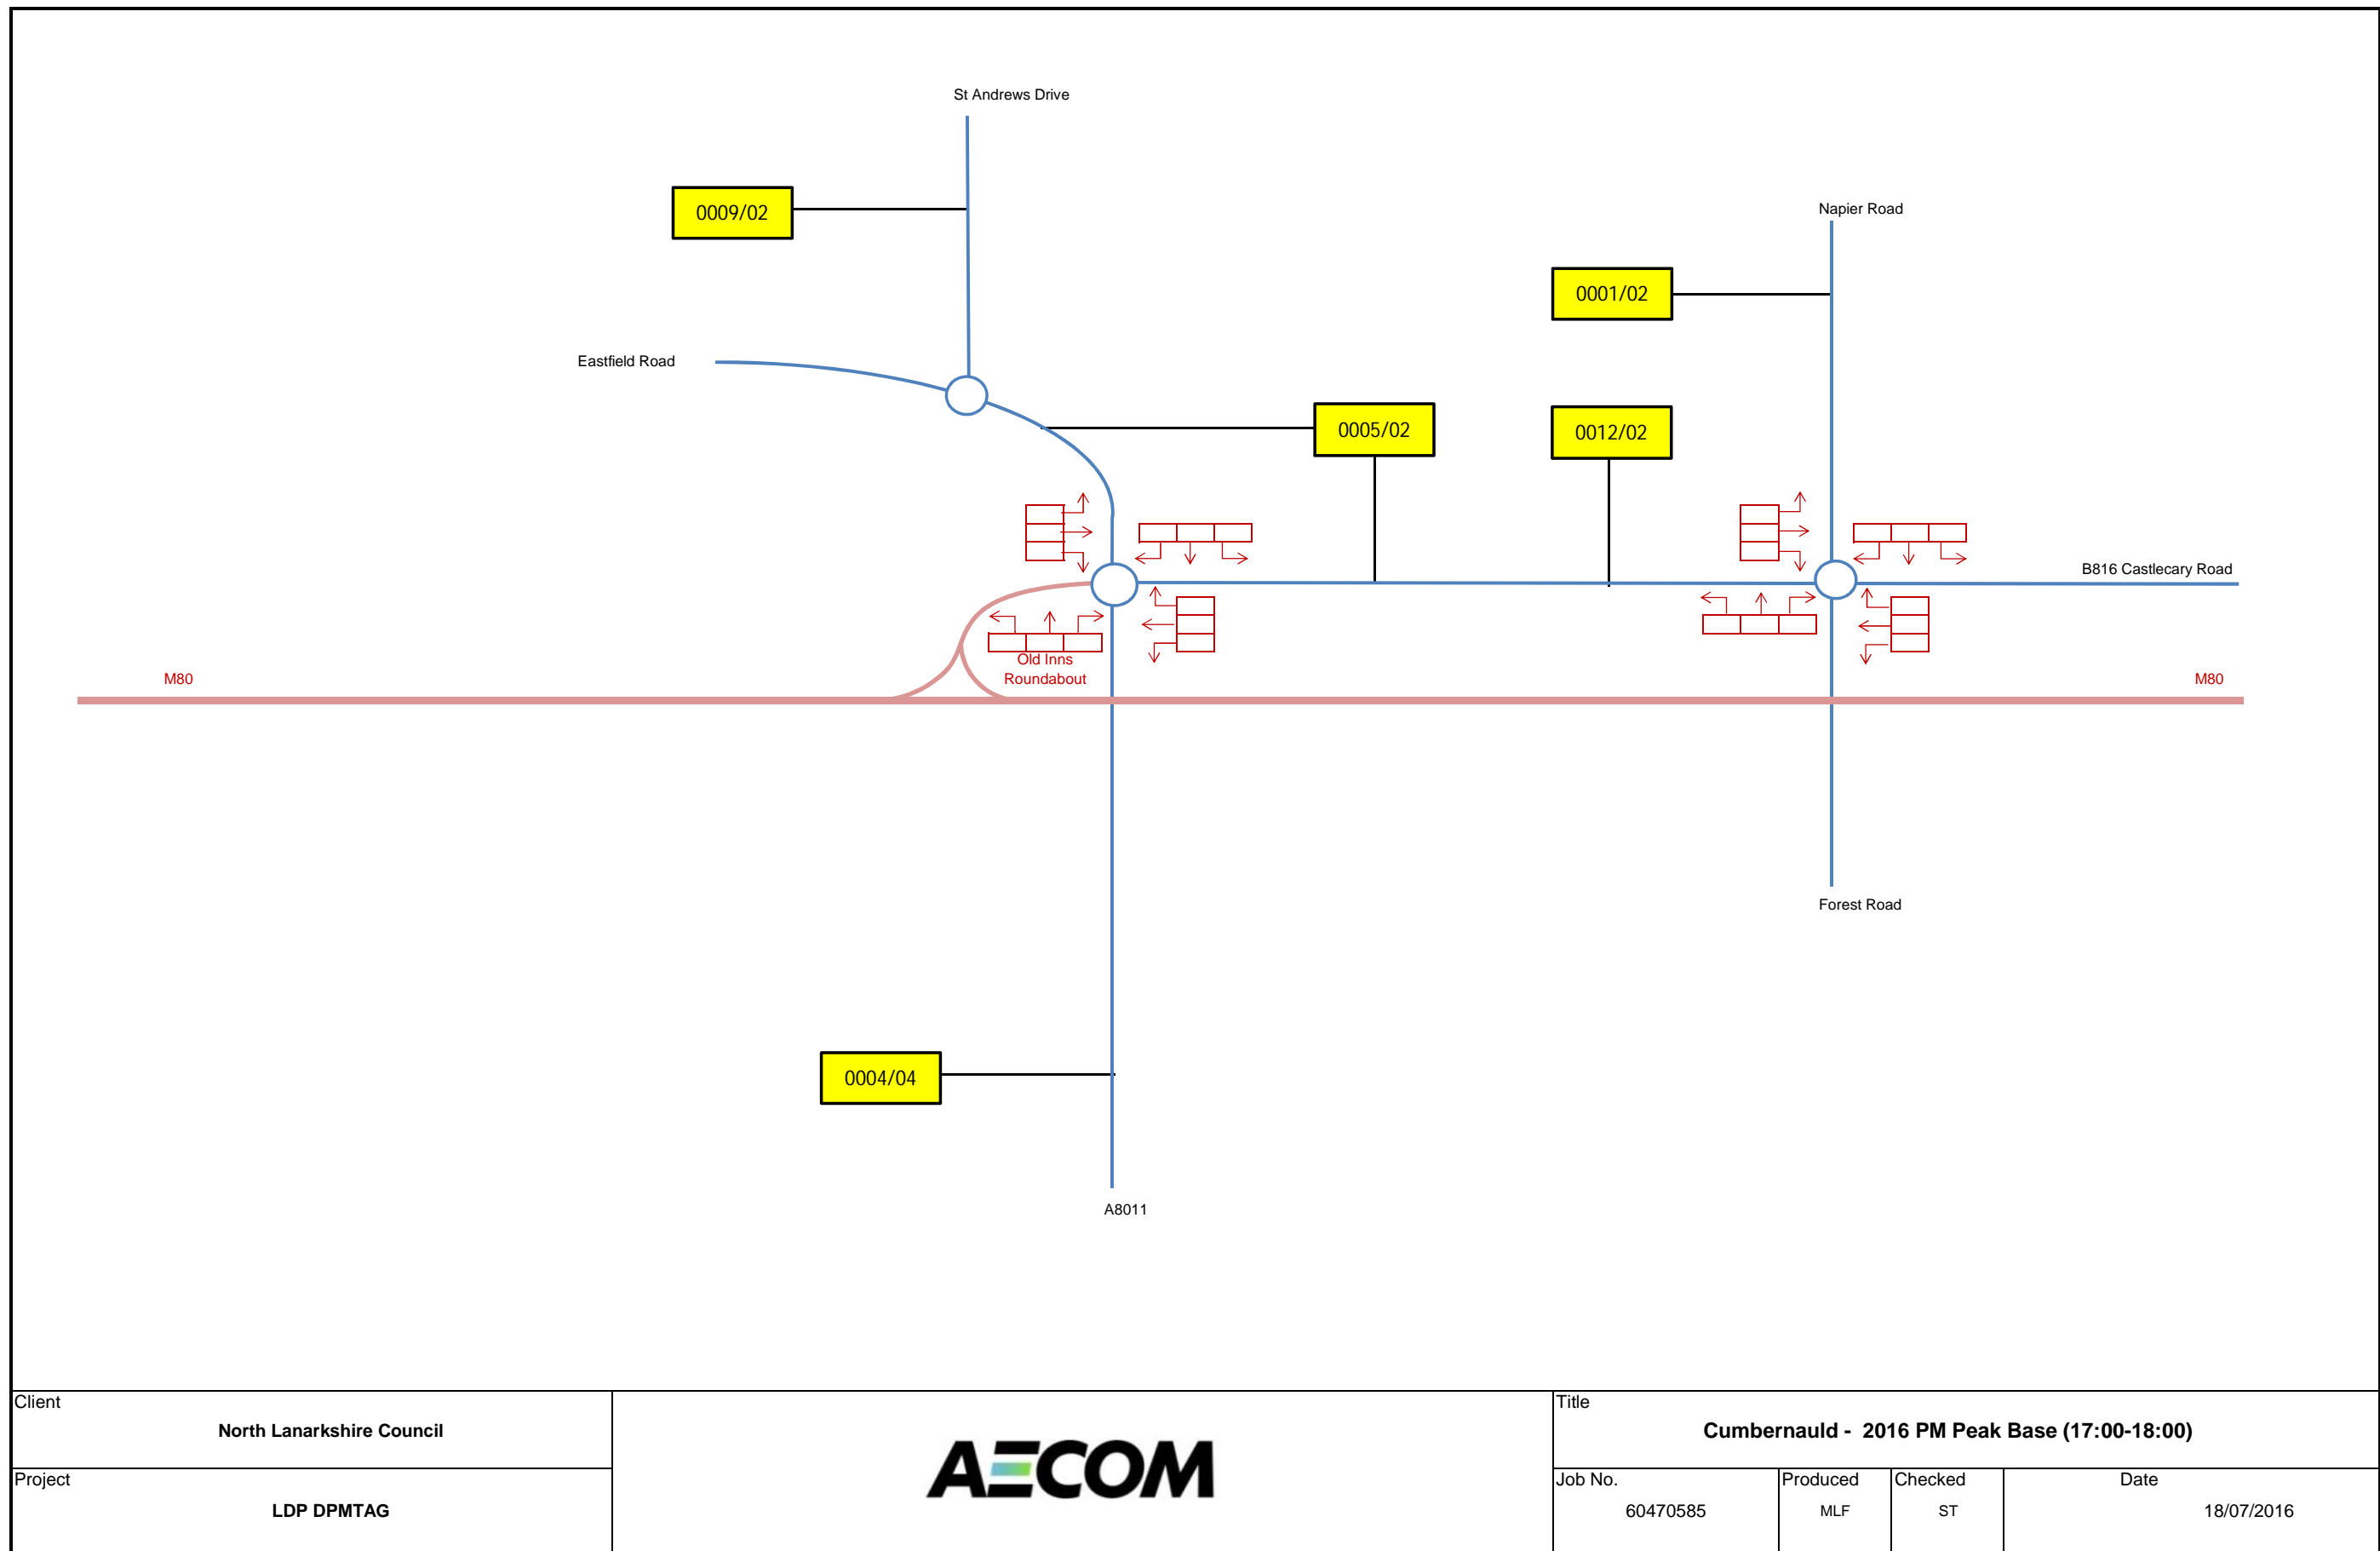 St Andrews Drive
0009/02
Napier Road
0001/02
Eastfield Road
0005/02
0012/02
B816 Castlecary Road
Old Inns
Roundabout
M80
M80
Forest Road
0004/04
A8011
Client
North Lanarkshire Council
Project
LDP DPMTAG
AECOM
Title
Cumbernauld - 2016 PM Peak Base (17:00-18:00)
Job No.
60470585
Produced
MLF
Checked
ST
Date
18/07/2016